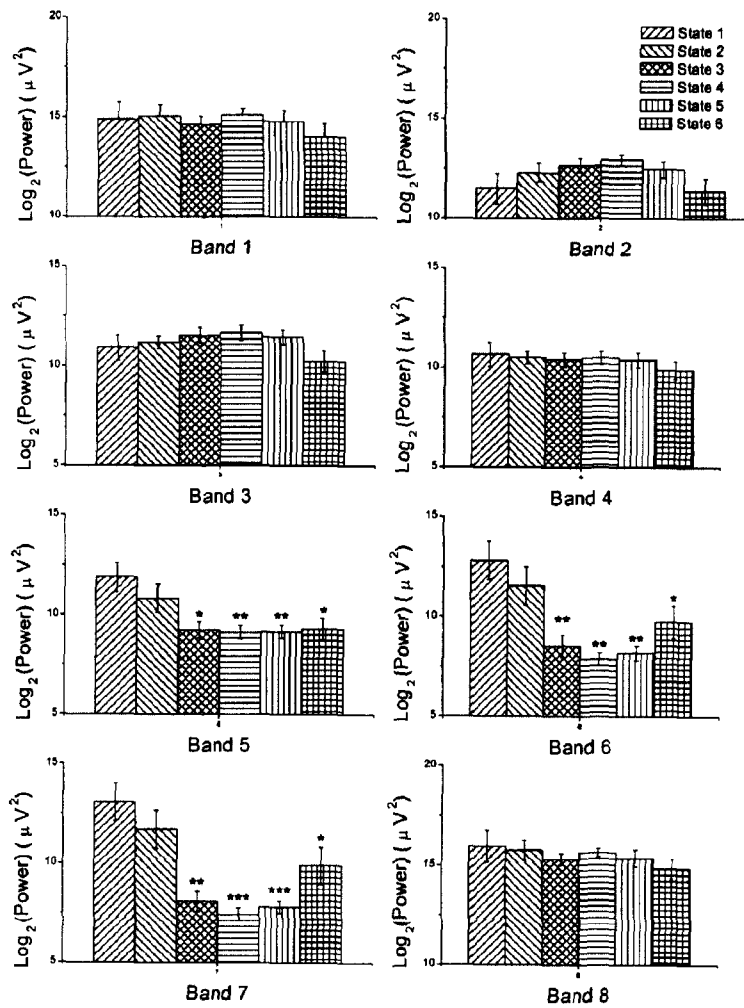 20
15
10
Log2(Power) (μV²)
1
Band 1
20
15
10
Log2(Power) (μV²)
State 1
State 2
State 3
State 4
State 5
State 6
2
Band 2
15
10
5
Log2(Power) (μV²)
Band 3
15
10
5
Log2(Power) (μV²)
Band 4
15
10
5
Log2(Power) (μV²)
* ** ** *
Band 5
15
10
5
Log2(Power) (μV²)
** ** ** *
Band 6
15
10
5
Log2(Power) (μV²)
** *** *** *
7
Band 7
20
15
10
Log2(Power) (μV²)
Band 8